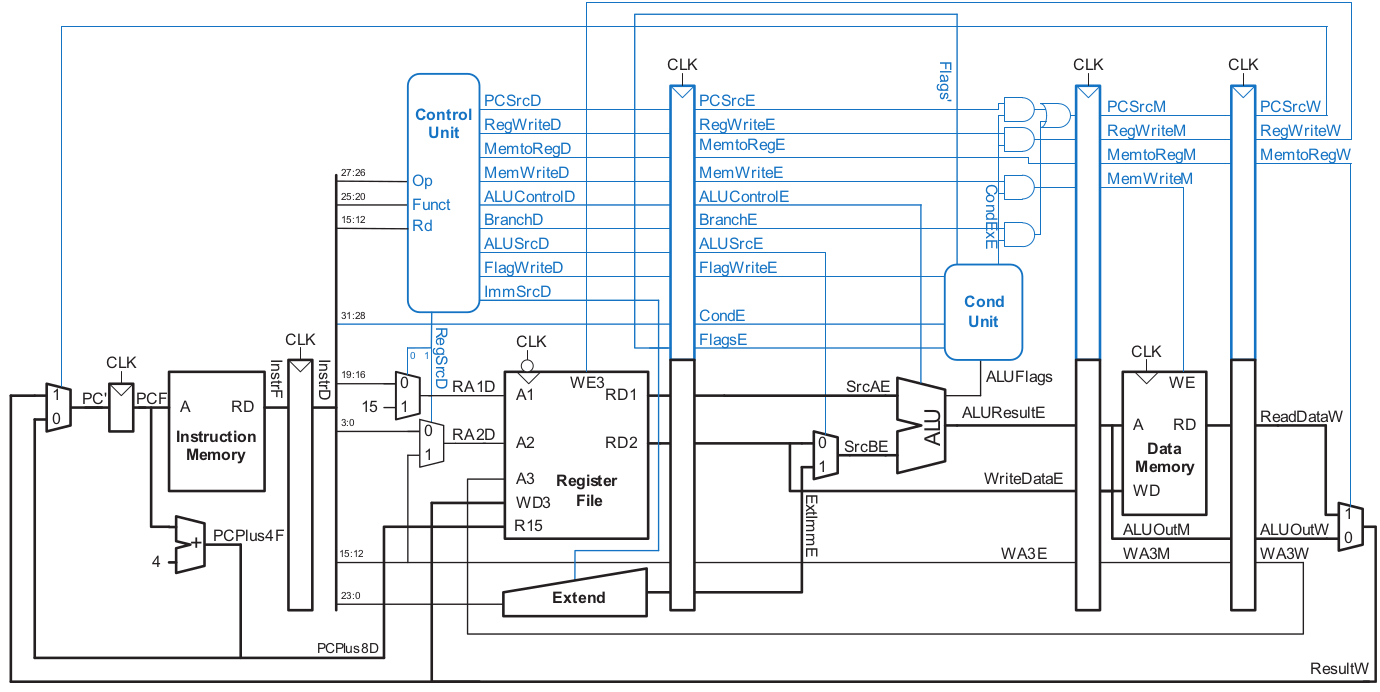 CLK
CLK
CLK
Flags'
Control
Unit
PCSrcD
PCSrcE
PCSrcM
PCSrcW
RegWriteD
RegWriteE
RegWriteM
RegWriteW
MemtoRegD
MemtoRegE
MemtoRegM
MemtoRegW
27:26
Op
MemWriteD
MemWriteE
MemWriteM
25:20
Funct
ALUControlD
ALUControlE
CondExE
15:12
Rd
BranchD
BranchE
ALUSrcD
ALUSrcE
FlagWriteD
FlagWriteE
ImmSrcD
Cond
Unit
31:28
CondE
FlagsE
RegSrcD
0 1
CLK
CLK
CLK
CLK
InstrF
InstrD
19:16
0
1
15
RA1D
A1
WE3
RD1
SrcAE
ALUFlags
WE
1
0
PC'
PCF
A
RD
Instruction
Memory
3:0
0
1
RA2D
A2
RD2
0
1
SrcBE
ALU
ALUResultE
A
RD
Data
Memory
ReadDataW
A3
Register
File
WriteDataE
WD
WD3
R15
ExtImmE
1
0
ALUOutM
ALUOutW
PCPlus4F
+
4
15:12
WA3E
WA3M
WA3W
23:0
Extend
PCPlus8D
ResultW